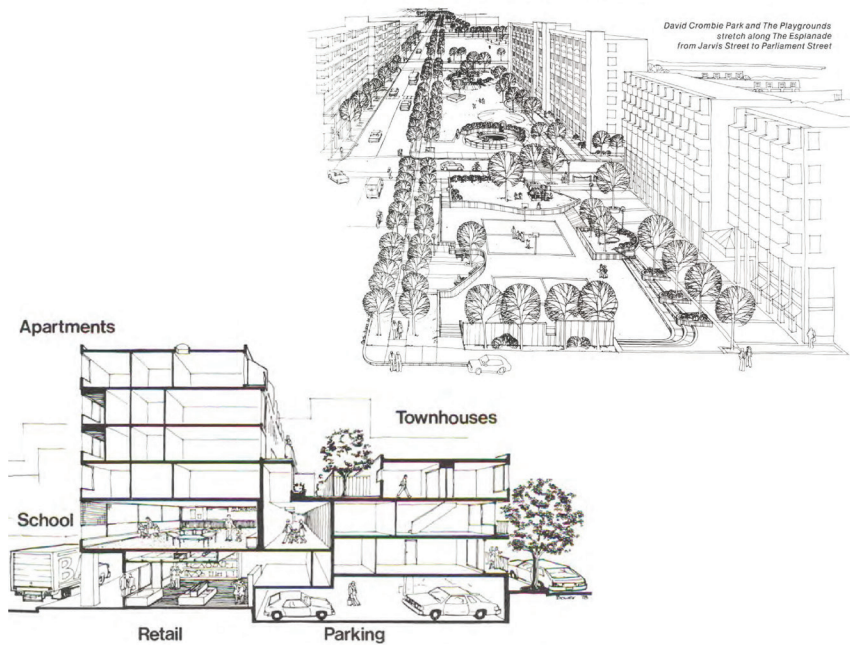 David Crombie Park and The Playgrounds
stretch along The Esplanade
from Jarvis Street to Parliament Street
Apartments
Townhouses
School
Retail
Parking